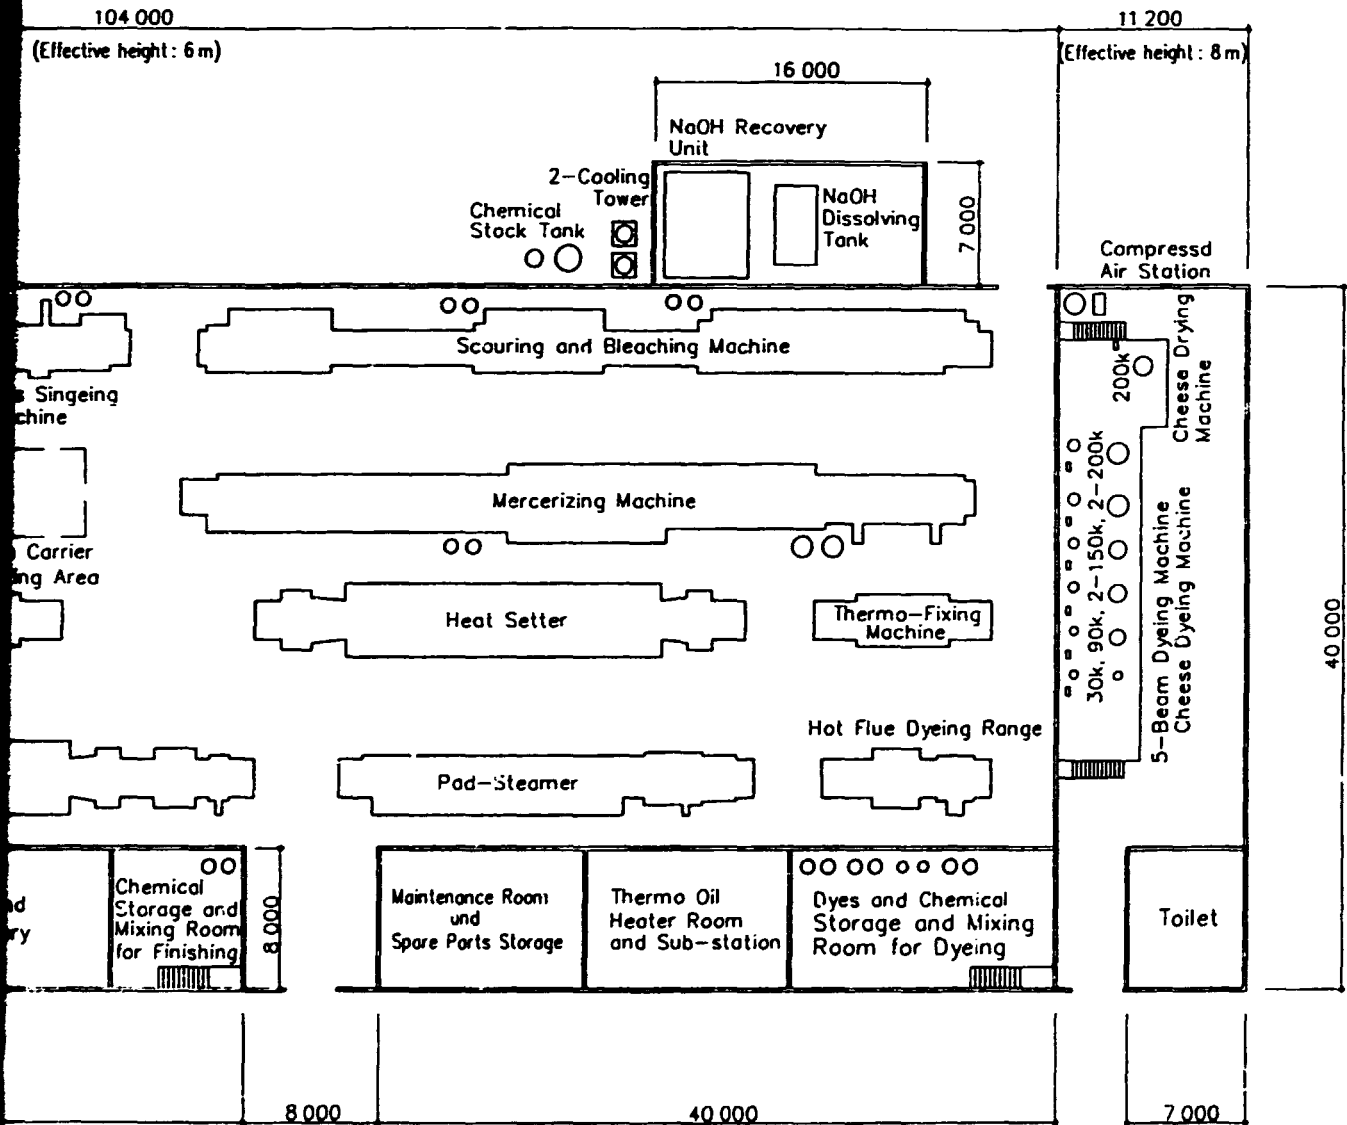 104 000
11 200
(Effective height : 6 m)
(Effective height : 8 m)
16 000
NaOH Recovery
Unit
2-Cooling
Tower
Chemical
Stock Tank
NaOH
Dissolving
Tank
7 000
Compressd
Air Station
Scouring and Bleaching Machine
Singeing
chine
200k
Cheese Drying
Machine
Mercerizing Machine
Carrier
ng Area
Heat Setter
Thermo-Fixing
Machine
30k, 90k, 2-150k, 2-200k
5-Beam Dyeing Machine
Cheese Dyeing Machine
40 000
Hot Flue Dyeing Range
Pad-Steamer
Chemical
Storage and
Mixing Room
for Finishing
8 000
Maintenance Room
und
Spare Parts Storage
Thermo Oil
Heater Room
and Sub-station
Dyes and Chemical
Storage and Mixing
Room for Dyeing
Toilet
8 000
40 000
7 000